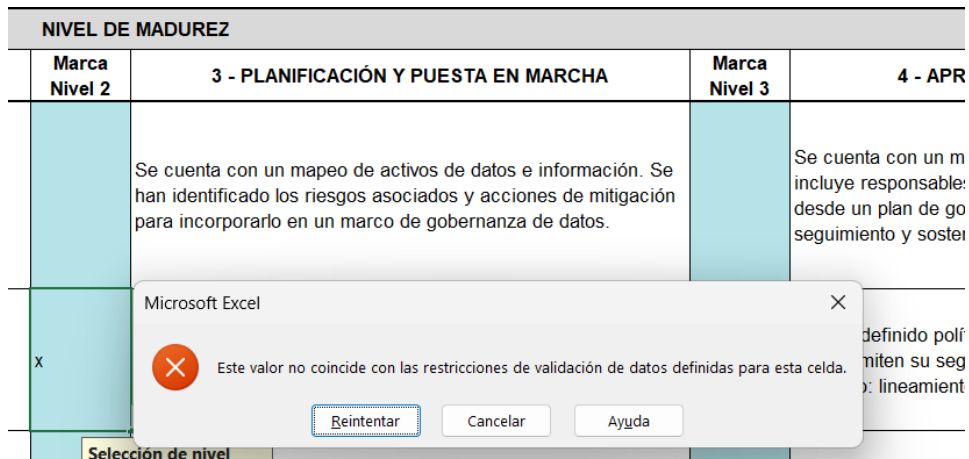 NIVEL DE MADUREZ
Marca
Nivel 2
3 - PLANIFICACIÓN Y PUESTA EN MARCHA
Marca
Nivel 3
4 - APR
Se cuenta con un mapeo de activos de datos e información. Se
han identificado los riesgos asociados y acciones de mitigación
para incorporarlo en un marco de gobernanza de datos.
Se cuenta con un m
incluye responsables
desde un plan de go
seguimiento y soster
X
Microsoft Excel
Este valor no coincide con las restricciones de validación de datos definidas para esta celda.
Reintentar
Cancelar
Ayuda
definido polí
miten su seg
o: lineamient
Selección de nivel